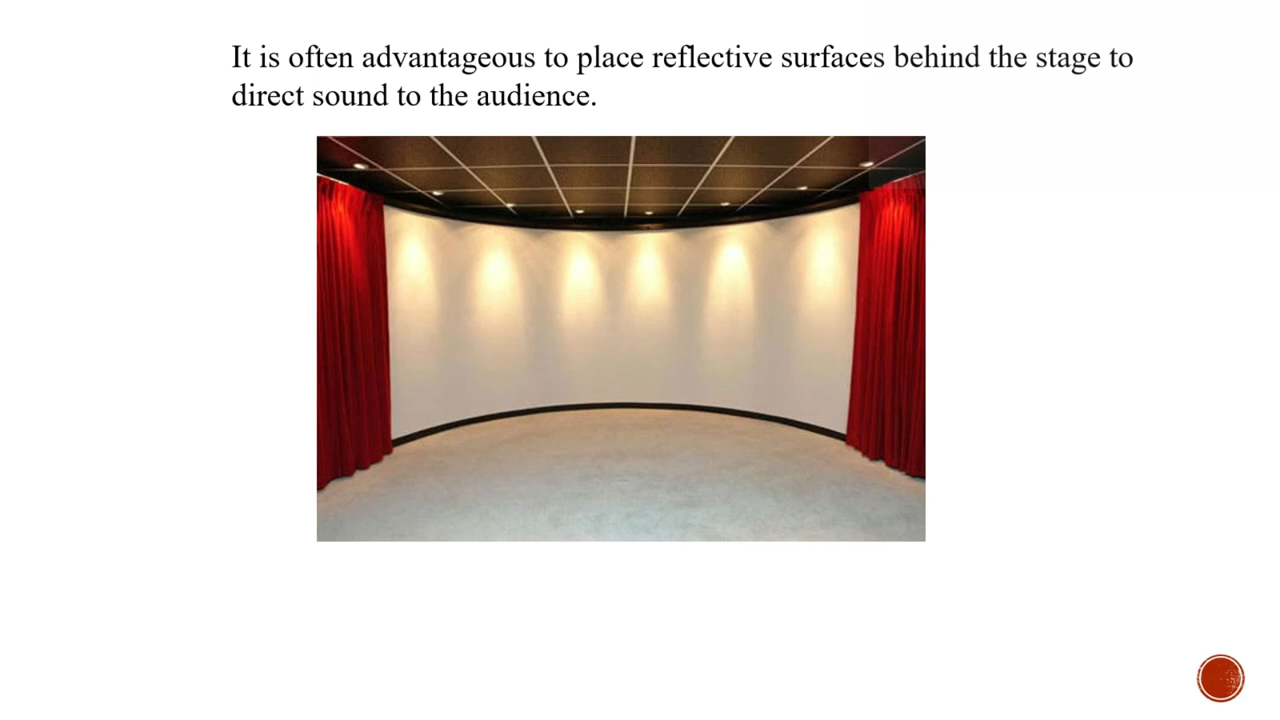 It is often advantageous to place reflective surfaces behind the stage to
direct sound to the audience.